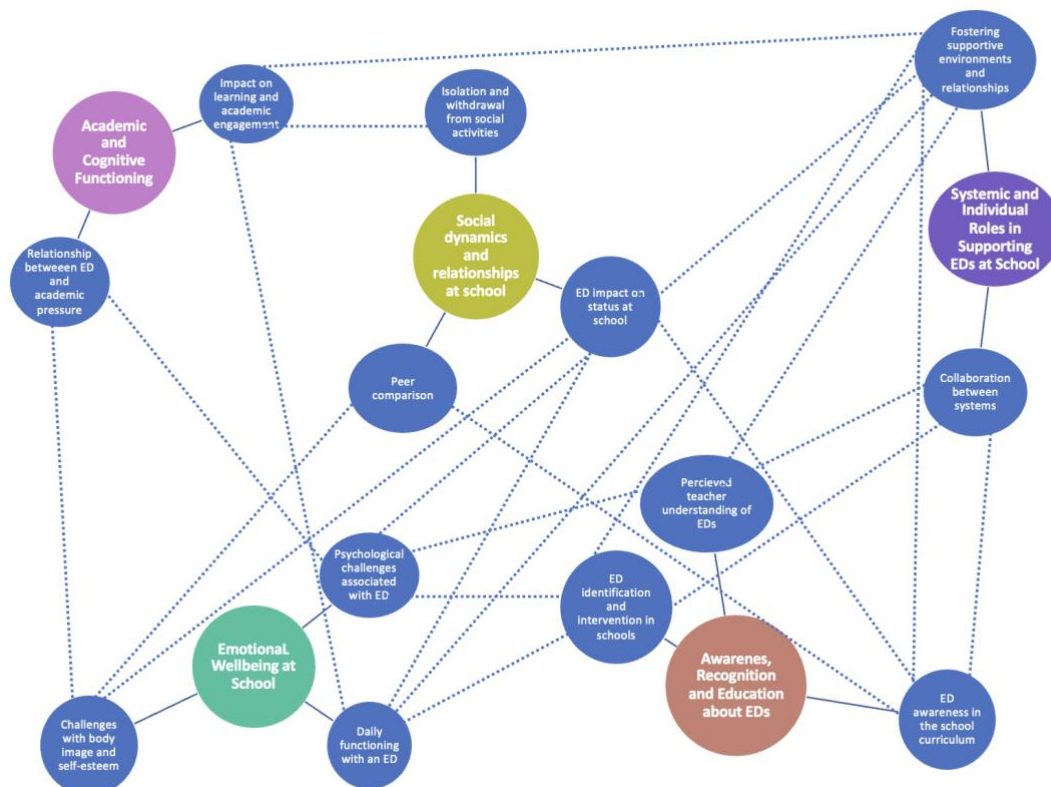 Fostering
supportive
environments
and
relationships
Impact on
learning and
academic
engagement
Isolation and
withdrawal
from social
activities
Academic
and
Cognitive
Functioning
Systemic and
Individual
Roles in
Supporting
EDs at School
Social
dynamics
and
relationships
at school
Relationship
betweeen ED
and
academic
pressure
ED impact on
status at
school
Peer
comparison
Collaboration
between
systems
Percieved
teacher
understanding of
EDs
Psychological
challenges
associated
with ED
ED
identification
and
intervention in
schools
Emotional
Wellbeing at
School
Awarenes,
Recognition
and Education
about EDs
Challenges
with body
image and
self-esteem
Daily
functioning
with an ED
ED
awareness in
the school
curriculum